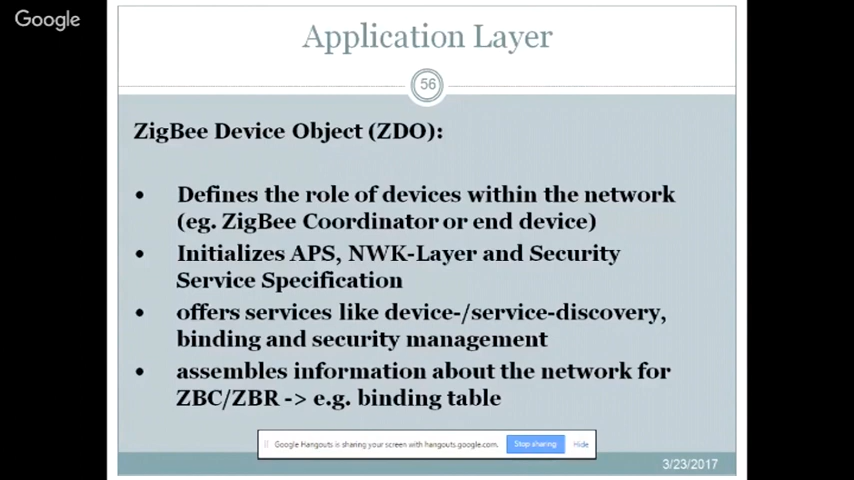 Google
Application Layer
56
ZigBee Device Object (ZDO):
• Defines the role of devices within the network
(eg. ZigBee Coordinator or end device)
• Initializes APS, NWK-Layer and Security
Service Specification
• offers services like device-/service-discovery,
binding and security management
• assembles information about the network for
ZBC/ZBR -> e.g. binding table
Google Hangouts is sharing your screen with hangouts.google.com. Stop sharing Hide
3/23/2017